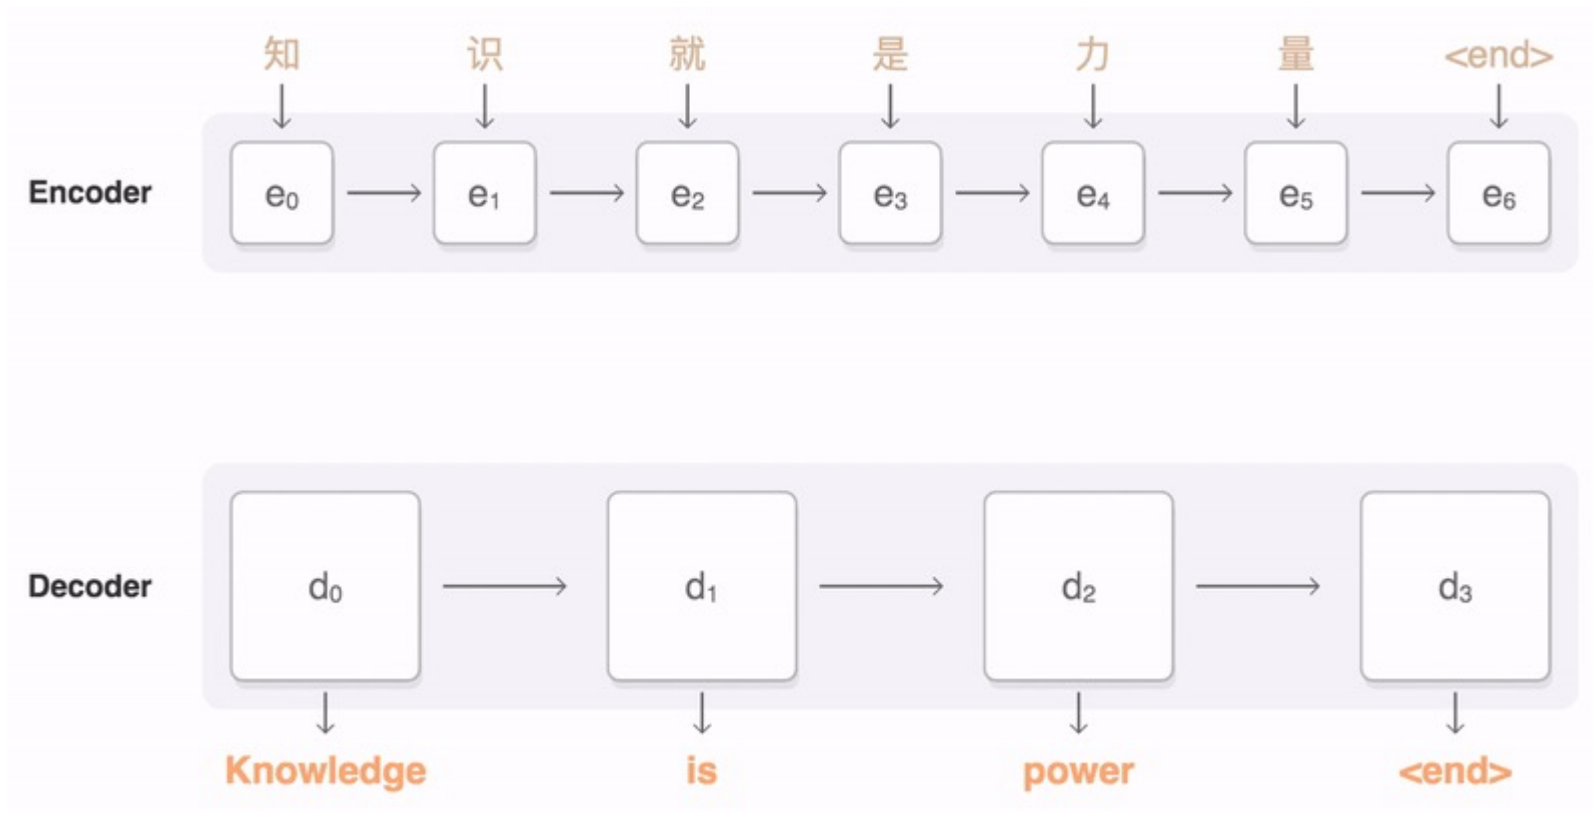 知 识 就 是 力 量 <end>
Encoder e₀ e₁ e₂ e₃ e₄ e₅ e₆
Decoder d₀ d₁ d₂ d₃
Knowledge is power <end>